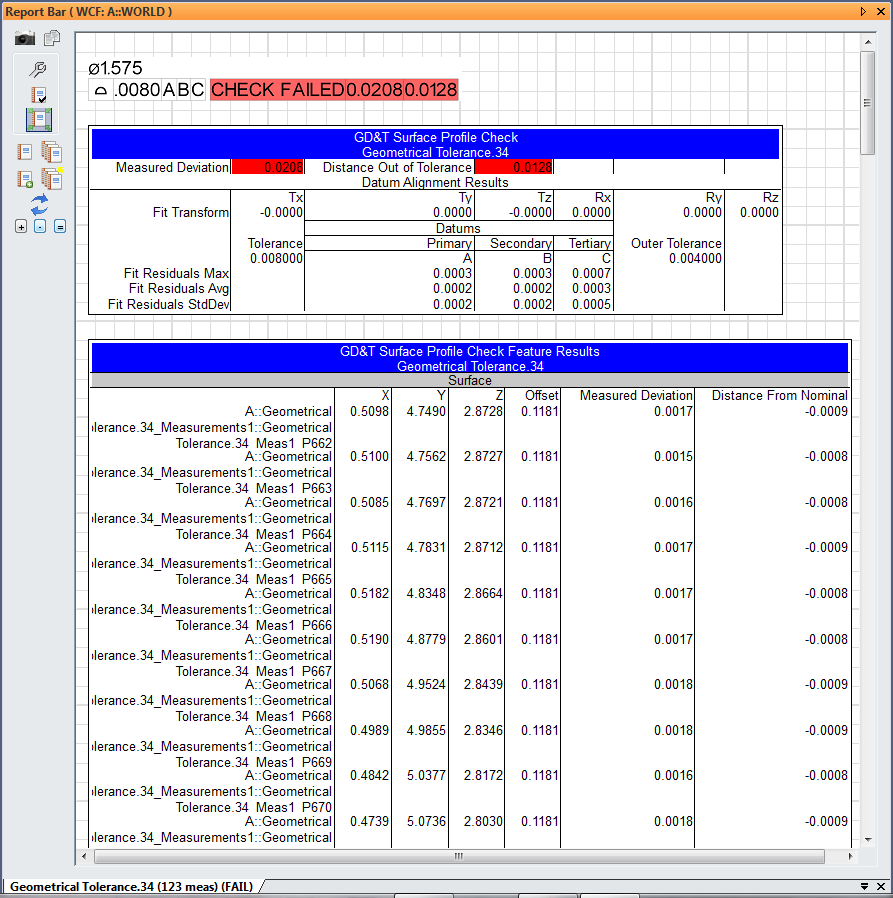 Report Bar ( WCF: A::WORLD )
⌀1.575
⌓ .0080 A B C CHECK FAILED 0.0208 0.0128
GD&T Surface Profile Check
Geometrical Tolerance.34
Measured Deviation 0.0208 Distance Out of Tolerance 0.0128
Datum Alignment Results
Tx Ty Tz Rx Ry Rz
Fit Transform -0.0000 0.0000 -0.0000 0.0000 0.0000 0.0000
Datums
Tolerance Primary Secondary Tertiary Outer Tolerance
0.008000 A B C 0.004000
Fit Residuals Max 0.0003 0.0003 0.0007
Fit Residuals Avg 0.0002 0.0002 0.0003
Fit Residuals StdDev 0.0002 0.0002 0.0005
GD&T Surface Profile Check Feature Results
Geometrical Tolerance.34
Surface
X Y Z Offset Measured Deviation Distance From Nominal
A::Geometrical 0.5098 4.7490 2.8728 0.1181 0.0017 -0.0009
lerance.34_Measurements1::Geometrical
Tolerance.34 Meas1 P662
A::Geometrical 0.5100 4.7562 2.8727 0.1181 0.0015 -0.0008
lerance.34_Measurements1::Geometrical
Tolerance.34 Meas1 P663
A::Geometrical 0.5085 4.7697 2.8721 0.1181 0.0016 -0.0008
lerance.34_Measurements1::Geometrical
Tolerance.34 Meas1 P664
A::Geometrical 0.5115 4.7831 2.8712 0.1181 0.0017 -0.0009
lerance.34_Measurements1::Geometrical
Tolerance.34 Meas1 P665
A::Geometrical 0.5182 4.8348 2.8664 0.1181 0.0017 -0.0008
lerance.34_Measurements1::Geometrical
Tolerance.34 Meas1 P666
A::Geometrical 0.5190 4.8779 2.8601 0.1181 0.0017 -0.0008
lerance.34_Measurements1::Geometrical
Tolerance.34 Meas1 P667
A::Geometrical 0.5068 4.9524 2.8439 0.1181 0.0018 -0.0009
lerance.34_Measurements1::Geometrical
Tolerance.34 Meas1 P668
A::Geometrical 0.4989 4.9855 2.8346 0.1181 0.0018 -0.0009
lerance.34_Measurements1::Geometrical
Tolerance.34 Meas1 P669
A::Geometrical 0.4842 5.0377 2.8172 0.1181 0.0016 -0.0008
lerance.34_Measurements1::Geometrical
Tolerance.34 Meas1 P670
A::Geometrical 0.4739 5.0736 2.8030 0.1181 0.0018 -0.0009
lerance.34_Measurements1::Geometrical
Geometrical Tolerance.34 (123 meas) (FAIL)